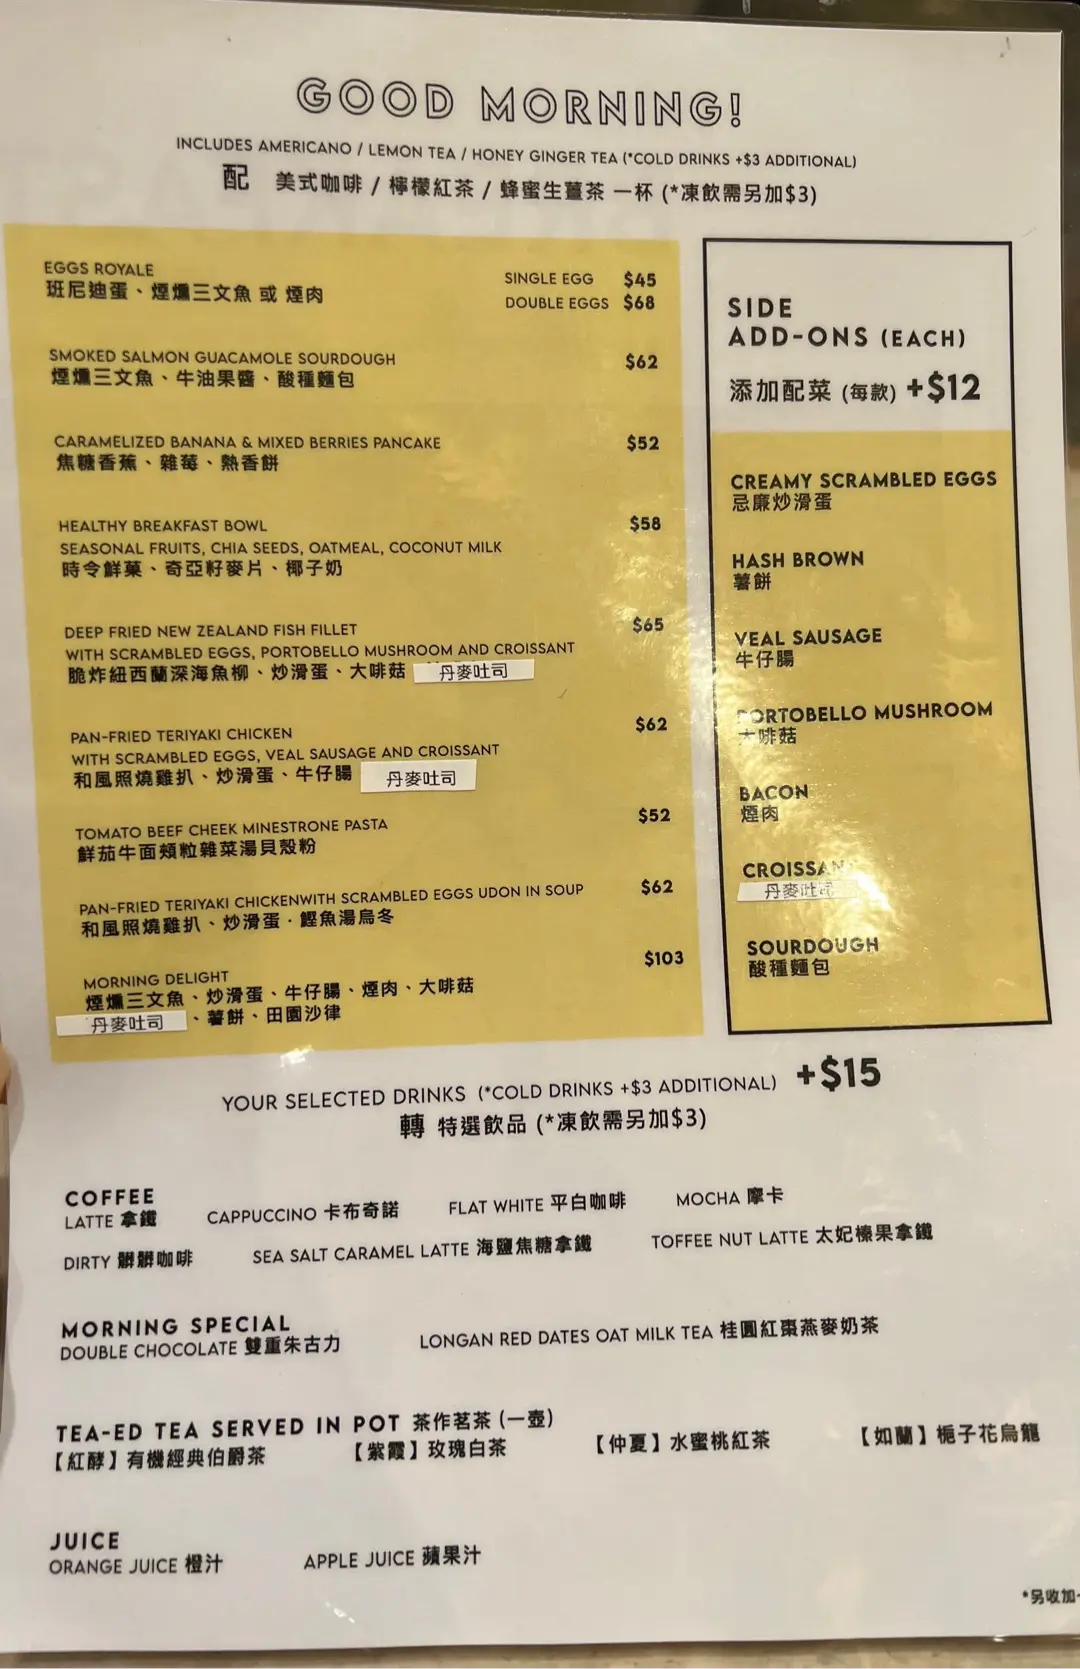 GOOD MORNING!
INCLUDES AMERICANO / LEMON TEA / HONEY GINGER TEA (*COLD DRINKS +$3 ADDITIONAL)
配 美式咖啡 / 檸檬紅茶 / 蜂蜜生薑茶 一杯 (*凍飲需另加$3)
EGGS ROYALE
班尼迪蛋、煙燻三文魚 或 煙肉
SINGLE EGG $45
DOUBLE EGGS $68
SMOKED SALMON GUACAMOLE SOURDOUGH $62
煙燻三文魚、牛油果醬、酸種麵包
CARAMELIZED BANANA & MIXED BERRIES PANCAKE $52
焦糖香蕉、雜莓、熱香餅
HEALTHY BREAKFAST BOWL $58
SEASONAL FRUITS, CHIA SEEDS, OATMEAL, COCONUT MILK
時令鮮菓、奇亞籽麥片、椰子奶
DEEP FRIED NEW ZEALAND FISH FILLET $65
WITH SCRAMBLED EGGS, PORTOBELLO MUSHROOM AND CROISSANT
脆炸紐西蘭深海魚柳、炒滑蛋、大啡菇 丹麥吐司
PAN-FRIED TERIYAKI CHICKEN $62
WITH SCRAMBLED EGGS, VEAL SAUSAGE AND CROISSANT
和風照燒雞扒、炒滑蛋、牛仔腸 丹麥吐司
TOMATO BEEF CHEEK MINESTRONE PASTA $52
鮮茄牛面頰粒雜菜湯貝殼粉
PAN-FRIED TERIYAKI CHICKENWITH SCRAMBLED EGGS UDON IN SOUP $62
和風照燒雞扒、炒滑蛋·鰹魚湯烏冬
MORNING DELIGHT $103
煙燻三文魚、炒滑蛋、牛仔腸、煙肉、大啡菇
丹麥吐司、薯餅、田園沙律
SIDE
ADD-ONS (EACH)
添加配菜 (每款) +$12
CREAMY SCRAMBLED EGGS
忌廉炒滑蛋
HASH BROWN
薯餅
VEAL SAUSAGE
牛仔腸
PORTOBELLO MUSHROOM
大啡菇
BACON
煙肉
CROISSANT
丹麥吐司
SOURDOUGH
酸種麵包
YOUR SELECTED DRINKS (*COLD DRINKS +$3 ADDITIONAL) +$15
轉 特選飲品 (*凍飲需另加$3)
COFFEE
LATTE 拿鐵 CAPPUCCINO 卡布奇諾 FLAT WHITE 平白咖啡 MOCHA 摩卡
DIRTY 髒髒咖啡 SEA SALT CARAMEL LATTE 海鹽焦糖拿鐵 TOFFEE NUT LATTE 太妃榛果拿鐵
MORNING SPECIAL
DOUBLE CHOCOLATE 雙重朱古力 LONGAN RED DATES OAT MILK TEA 桂圓紅棗燕麥奶茶
TEA-ED TEA SERVED IN POT 茶作茗茶 (一壺)
【紅酵】有機經典伯爵茶 【紫霞】玫瑰白茶 【仲夏】水蜜桃紅茶 【如蘭】梔子花烏龍
JUICE
ORANGE JUICE 橙汁 APPLE JUICE 蘋果汁
*另收加一